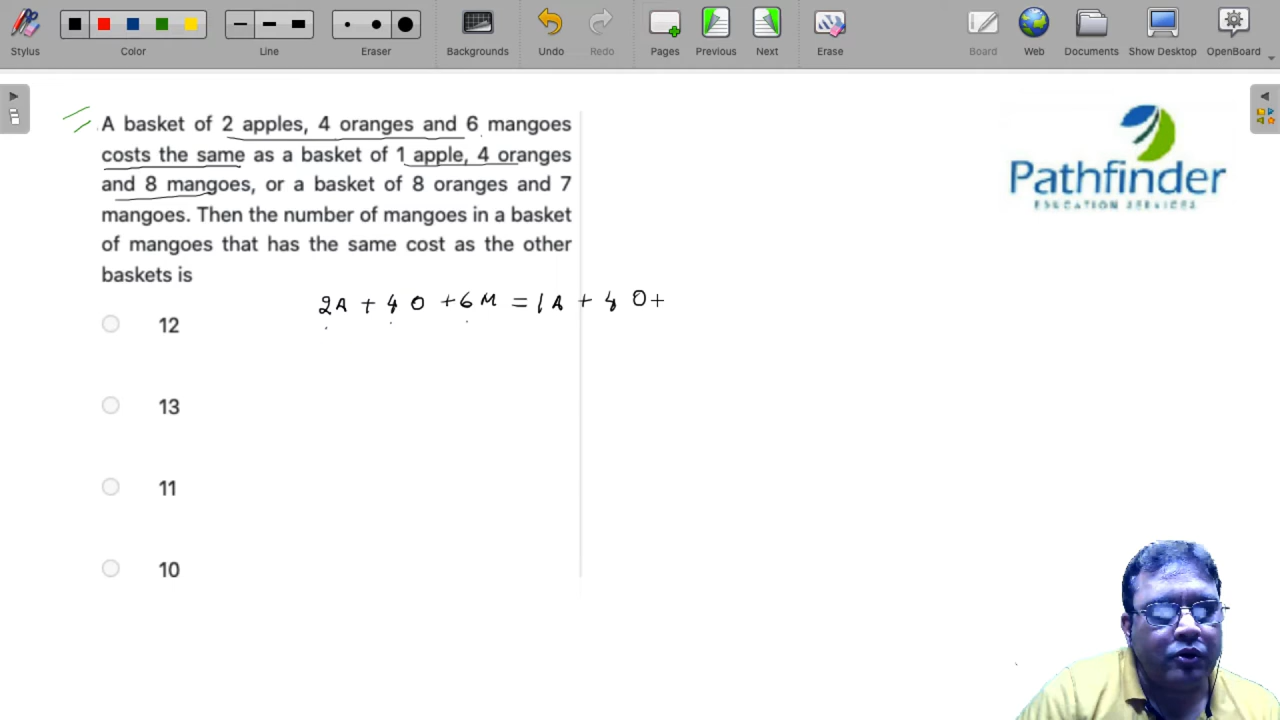 Stylus
Color
Line
Eraser
Backgrounds
Undo
Redo
Pages
Previous
Next
Erase
Board
Web
Documents
Show Desktop
OpenBoard
A basket of 2 apples, 4 oranges and 6 mangoes
costs the same as a basket of 1 apple, 4 oranges
and 8 mangoes, or a basket of 8 oranges and 7
mangoes. Then the number of mangoes in a basket
of mangoes that has the same cost as the other
baskets is
2A + 4 O + 6 M = 1 A + 4 O +
12
13
11
10
Pathfinder
EDUCATION SERVICES